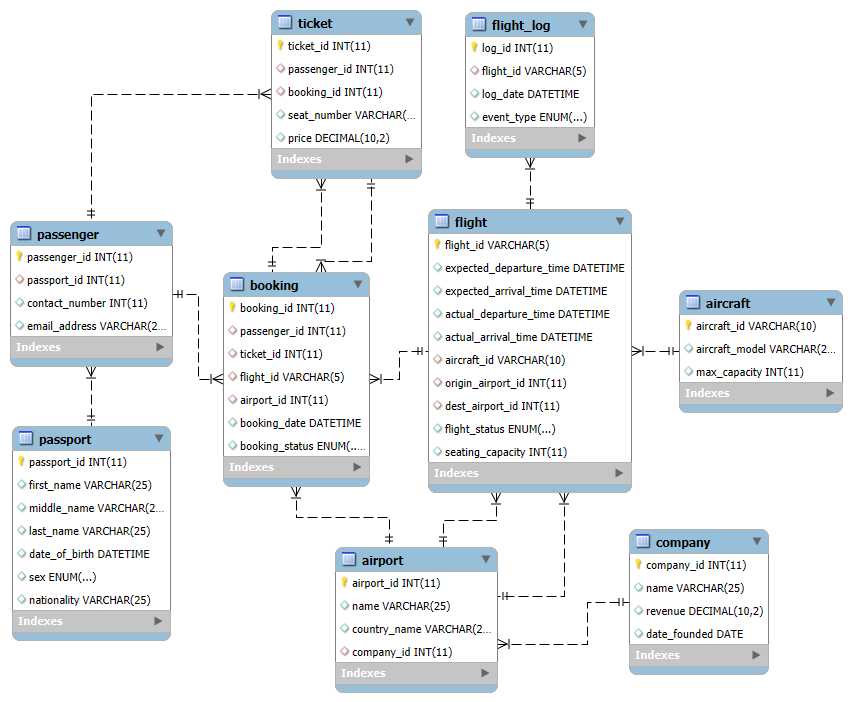 ticket
ticket_id INT(11)
passenger_id INT(11)
booking_id INT(11)
seat_number VARCHAR(...
price DECIMAL(10,2)
Indexes
flight_log
log_id INT(11)
flight_id VARCHAR(5)
log_date DATETIME
event_type ENUM(...)
Indexes
passenger
passenger_id INT(11)
passport_id INT(11)
contact_number INT(11)
email_address VARCHAR(2...
Indexes
booking
booking_id INT(11)
passenger_id INT(11)
ticket_id INT(11)
flight_id VARCHAR(5)
airport_id INT(11)
booking_date DATETIME
booking_status ENUM(...
Indexes
flight
flight_id VARCHAR(5)
expected_departure_time DATETIME
expected_arrival_time DATETIME
actual_departure_time DATETIME
actual_arrival_time DATETIME
aircraft_id VARCHAR(10)
origin_airport_id INT(11)
dest_airport_id INT(11)
flight_status ENUM(...)
seating_capacity INT(11)
Indexes
aircraft
aircraft_id VARCHAR(10)
aircraft_model VARCHAR(2...
max_capacity INT(11)
Indexes
passport
passport_id INT(11)
first_name VARCHAR(25)
middle_name VARCHAR(2...
last_name VARCHAR(25)
date_of_birth DATETIME
sex ENUM(...)
nationality VARCHAR(25)
Indexes
airport
airport_id INT(11)
name VARCHAR(25)
country_name VARCHAR(2...
company_id INT(11)
Indexes
company
company_id INT(11)
name VARCHAR(25)
revenue DECIMAL(10,2)
date_founded DATE
Indexes